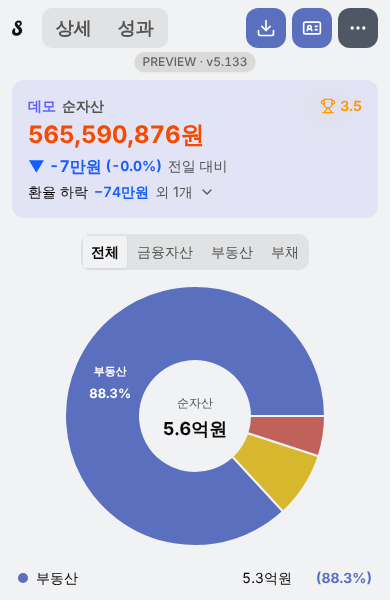 상세 성과
PREVIEW · v5.133
데모 순자산
3.5
565,590,876원
▼ -7만원 (-0.0%) 전일 대비
환율 하락 −74만원 외 1개
전체 금융자산 부동산 부채
부동산
88.3%
순자산
5.6억원
부동산 5.3억원 (88.3%)